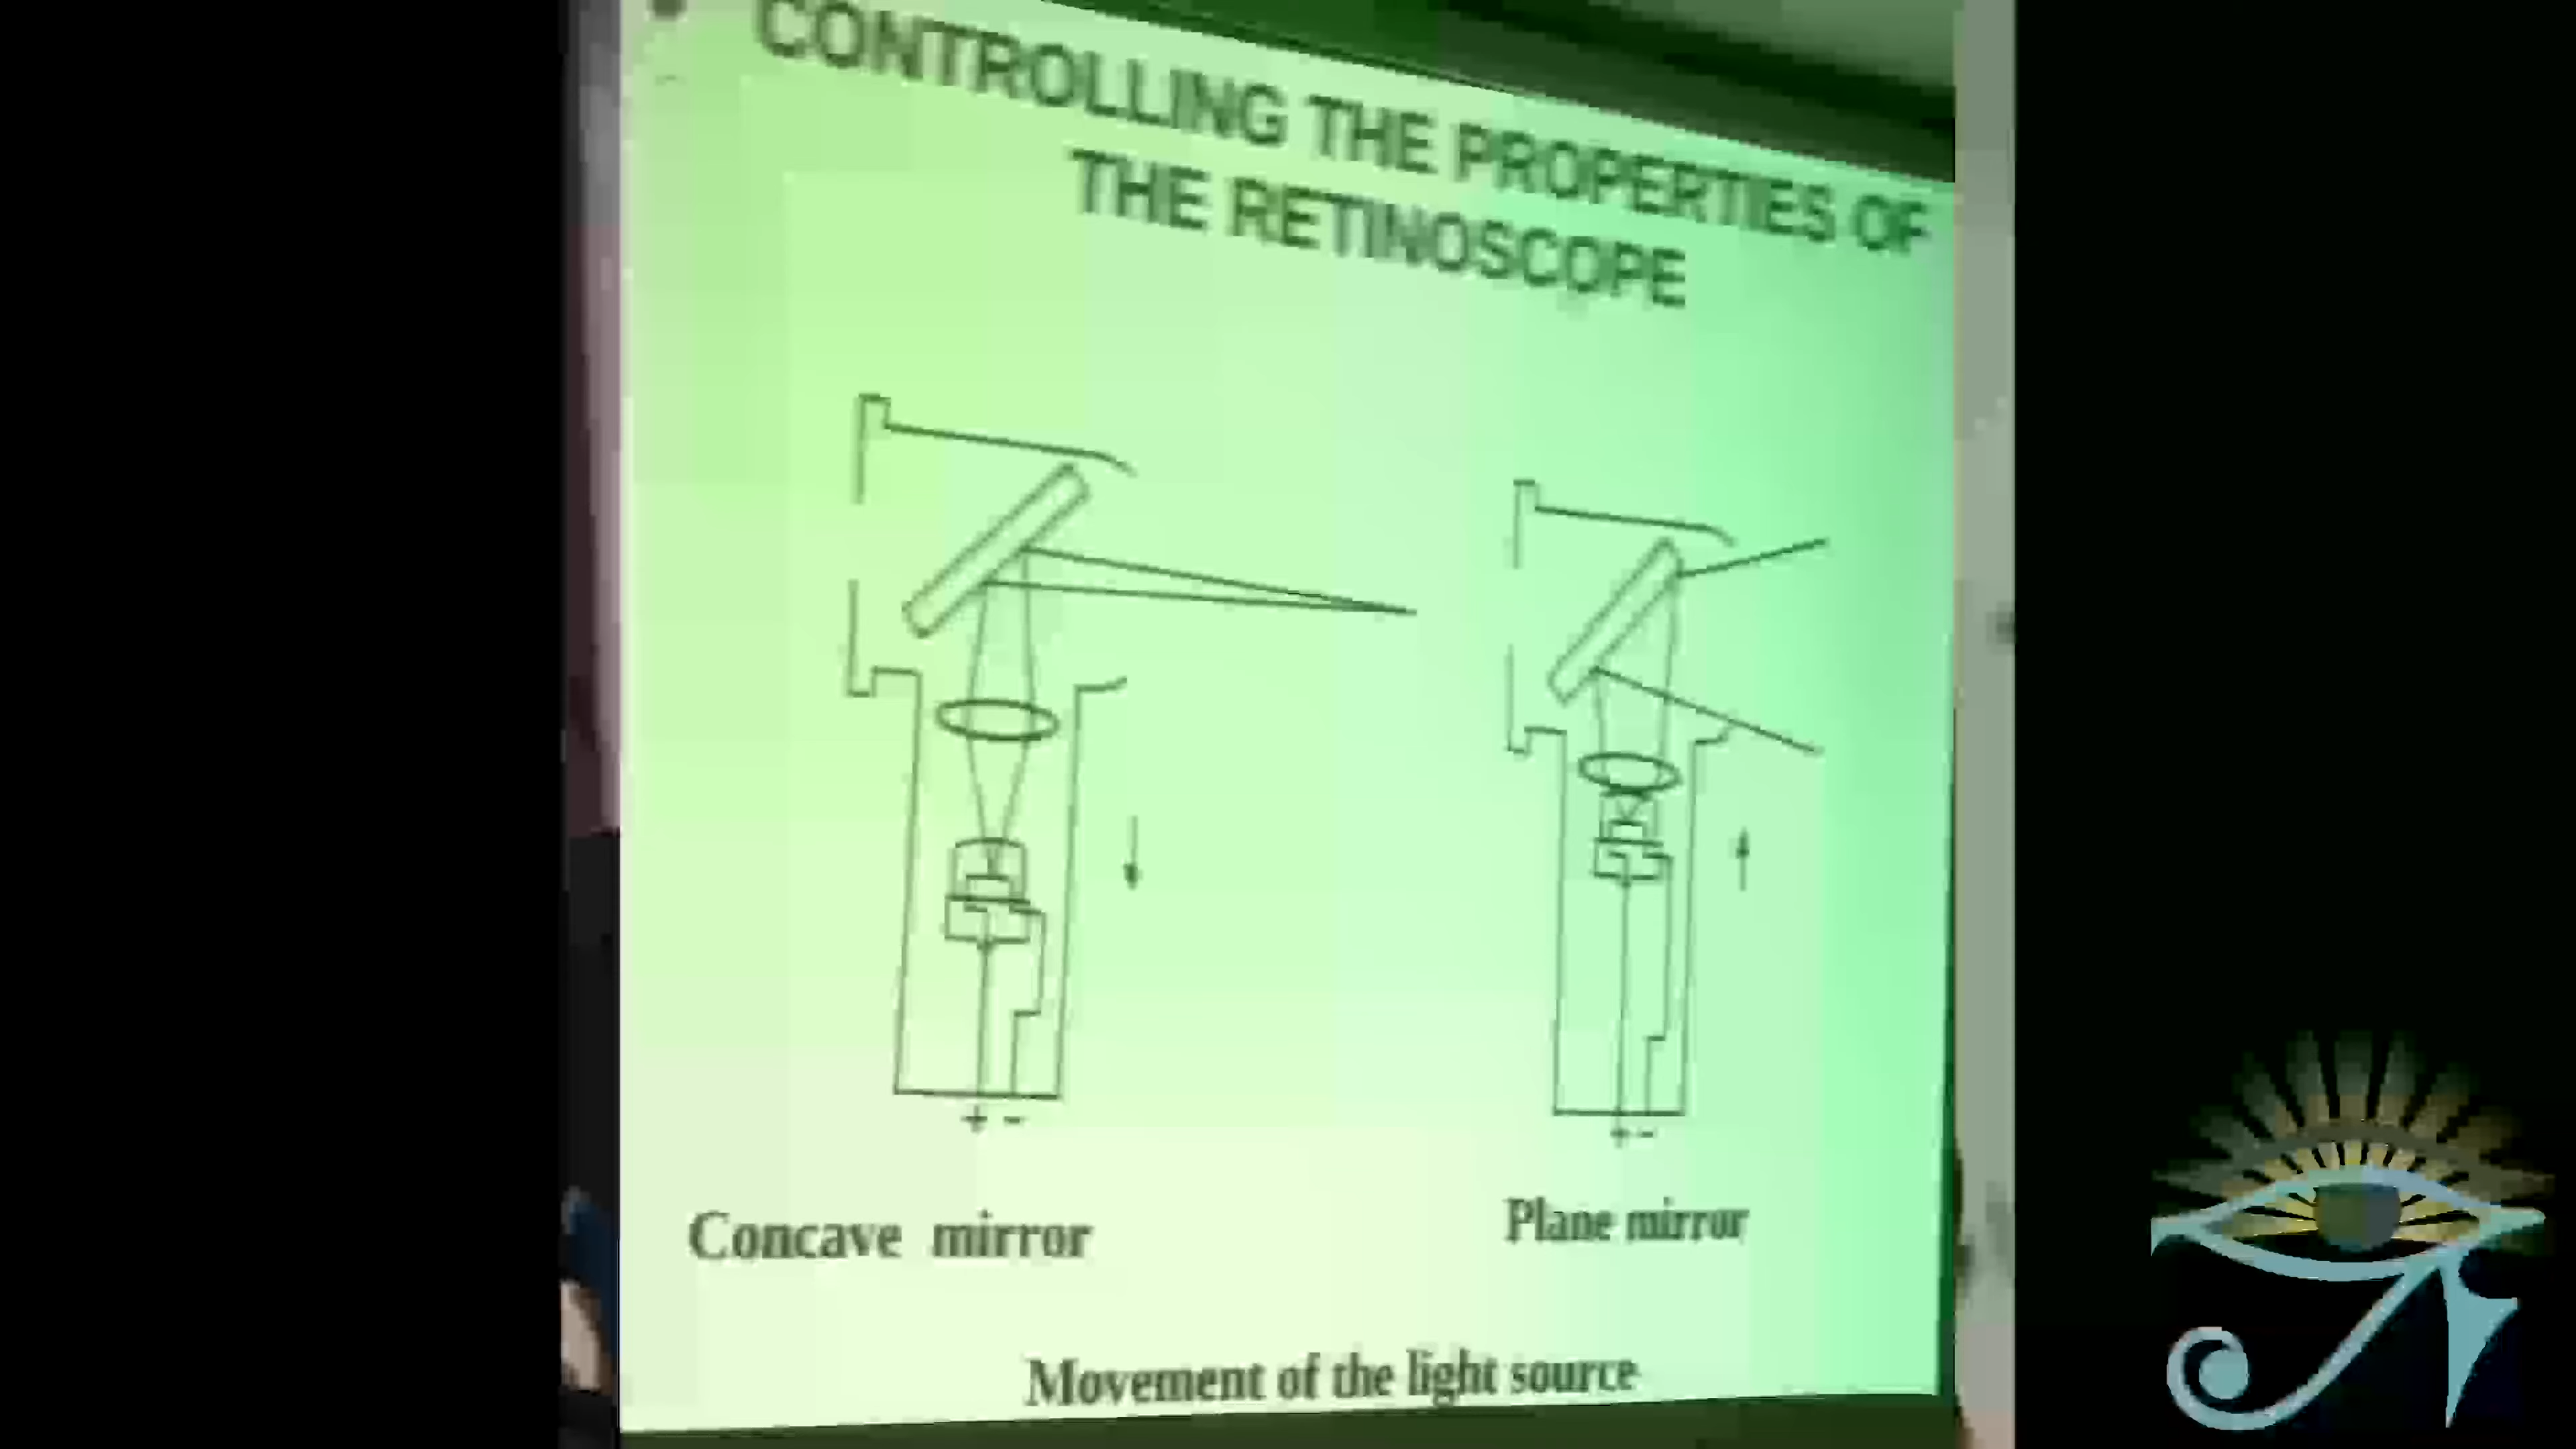 CONTROLLING THE PROPERTIES OF
THE RETINOSCOPE
+ -
+ -
Concave mirror
Plane mirror
Movement of the light source